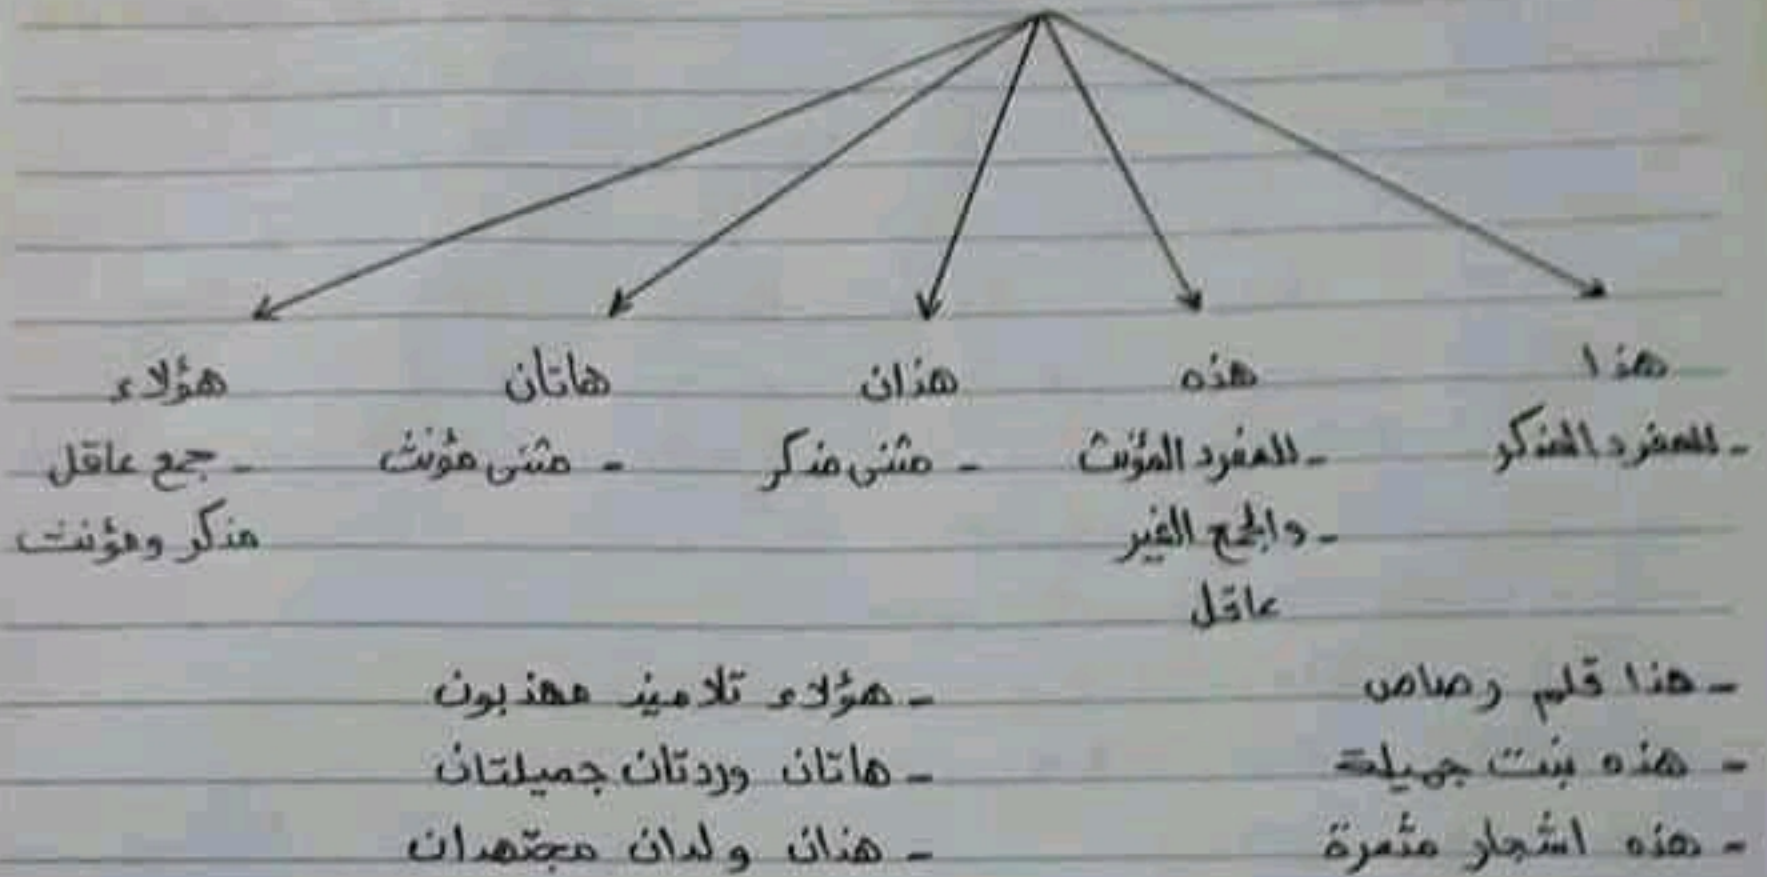 هذا هذه هذان هاتان هؤلاء
- للمفرد المذكر - للمفرد المؤنث - مثنى مذكر - مثنى مؤنث - جمع عاقل
- والجمع الغير مذكر ومؤنث
عاقل
- هذا قلم رصاص - هؤلاء تلاميذ مهذبون
- هذه بنت جميلة - هاتان وردتان جميلتان
- هذه اشجار مثمرة - هذان ولدان مجتهدان